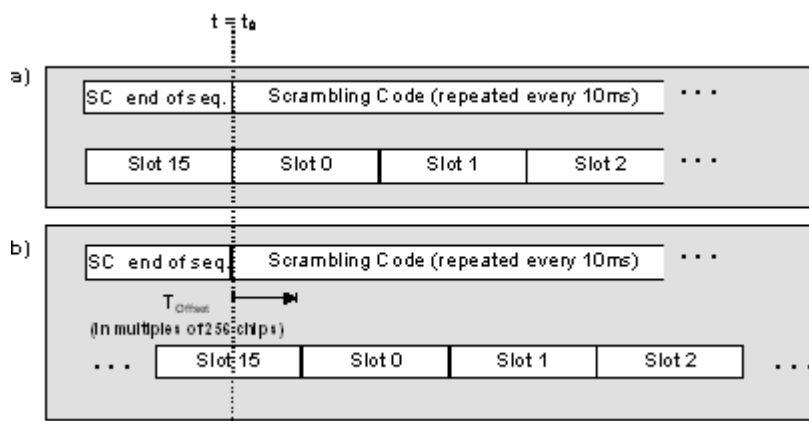 t = t0
a)
SC end of seq. Scrambling Code (repeated every 10ms) ...
Slot 15 Slot 0 Slot 1 Slot 2 ...
b)
SC end of seq. Scrambling Code (repeated every 10ms) ...
TOffset
(in multiples of 256 chips)
... Slot 15 Slot 0 Slot 1 Slot 2 ...